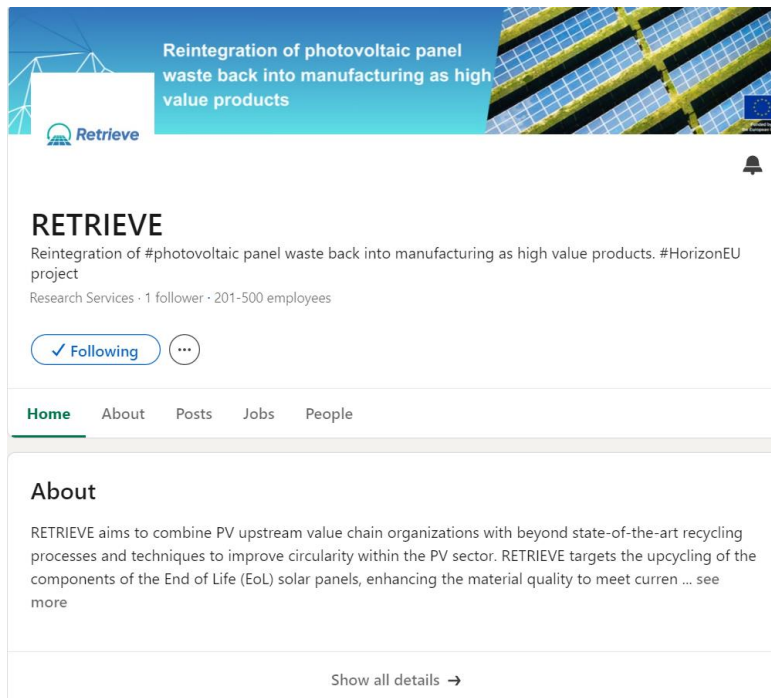 Reintegration of photovoltaic panel
waste back into manufacturing as high
value products
Retrieve
Funded by
the European
RETRIEVE
Reintegration of #photovoltaic panel waste back into manufacturing as high value products. #HorizonEU
project
Research Services · 1 follower · 201-500 employees
✓ Following
···
Home About Posts Jobs People
About
RETRIEVE aims to combine PV upstream value chain organizations with beyond state-of-the-art recycling
processes and techniques to improve circularity within the PV sector. RETRIEVE targets the upcycling of the
components of the End of Life (EoL) solar panels, enhancing the material quality to meet curren ... see
more
Show all details →